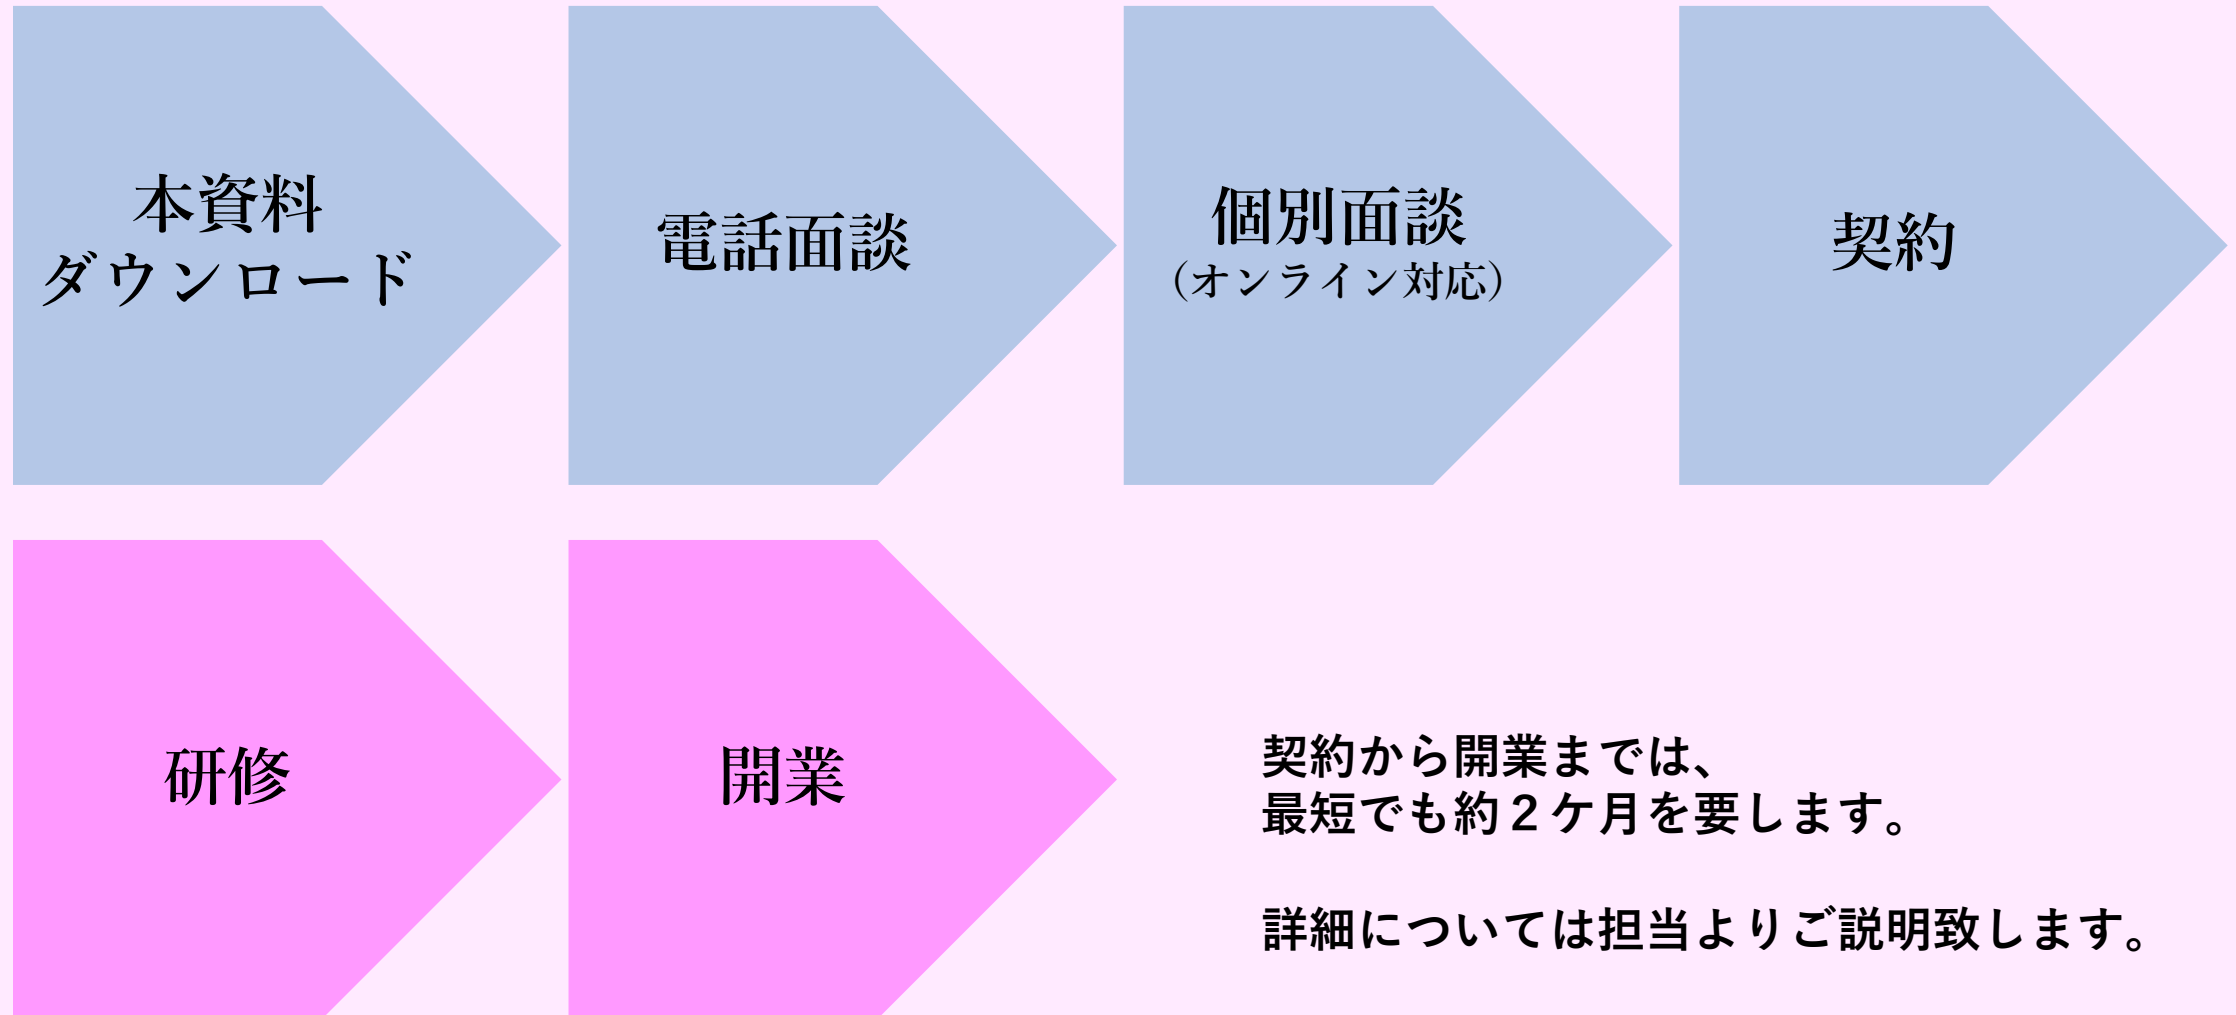 本資料
ダウンロード
電話面談
個別面談
（オンライン対応）
契約
研修
開業
契約から開業までは、
最短でも約２ケ月を要します。
詳細については担当よりご説明致します。